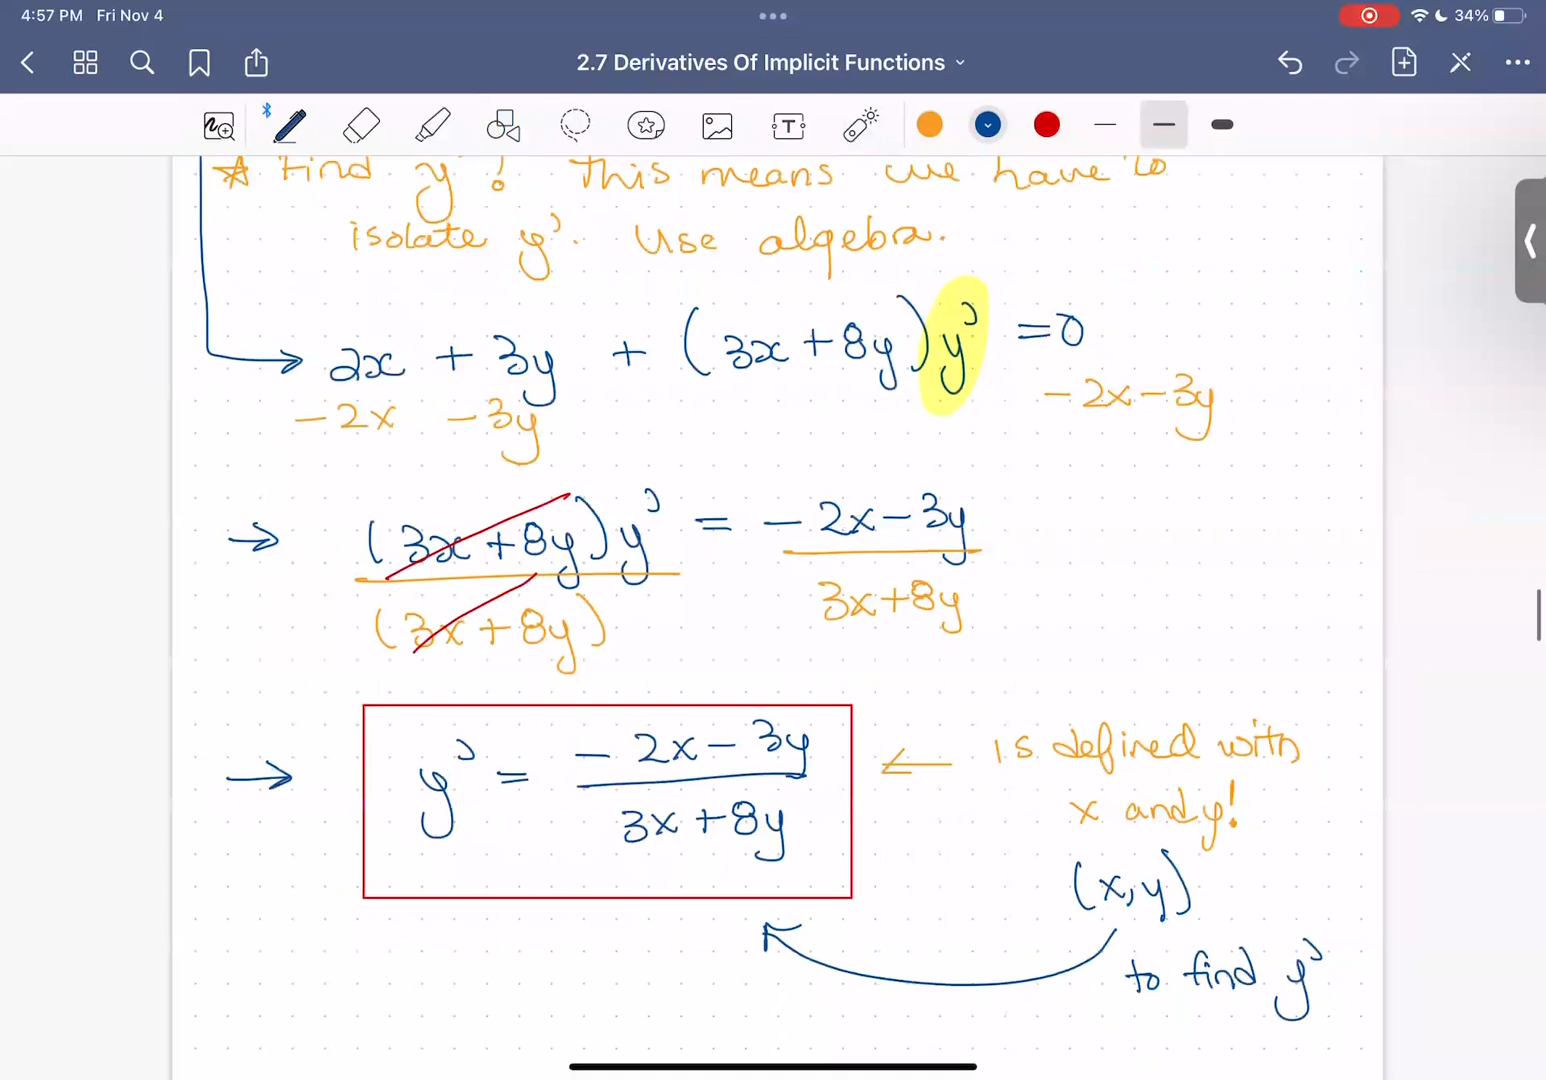 4:57 PM Fri Nov 4
34%
2.7 Derivatives Of Implicit Functions
T
☆ Find y'! This means we have to
isolate y'. Use algebra.
→ 2x + 3y + (3x + 8y) y' = 0
-2x -3y -2x - 3y
→ (3x + 8y) y' = -2x - 3y
(3x + 8y) 3x + 8y
→ y' = -2x - 3y
3x + 8y
← is defined with
x and y!
(x, y)
to find y'